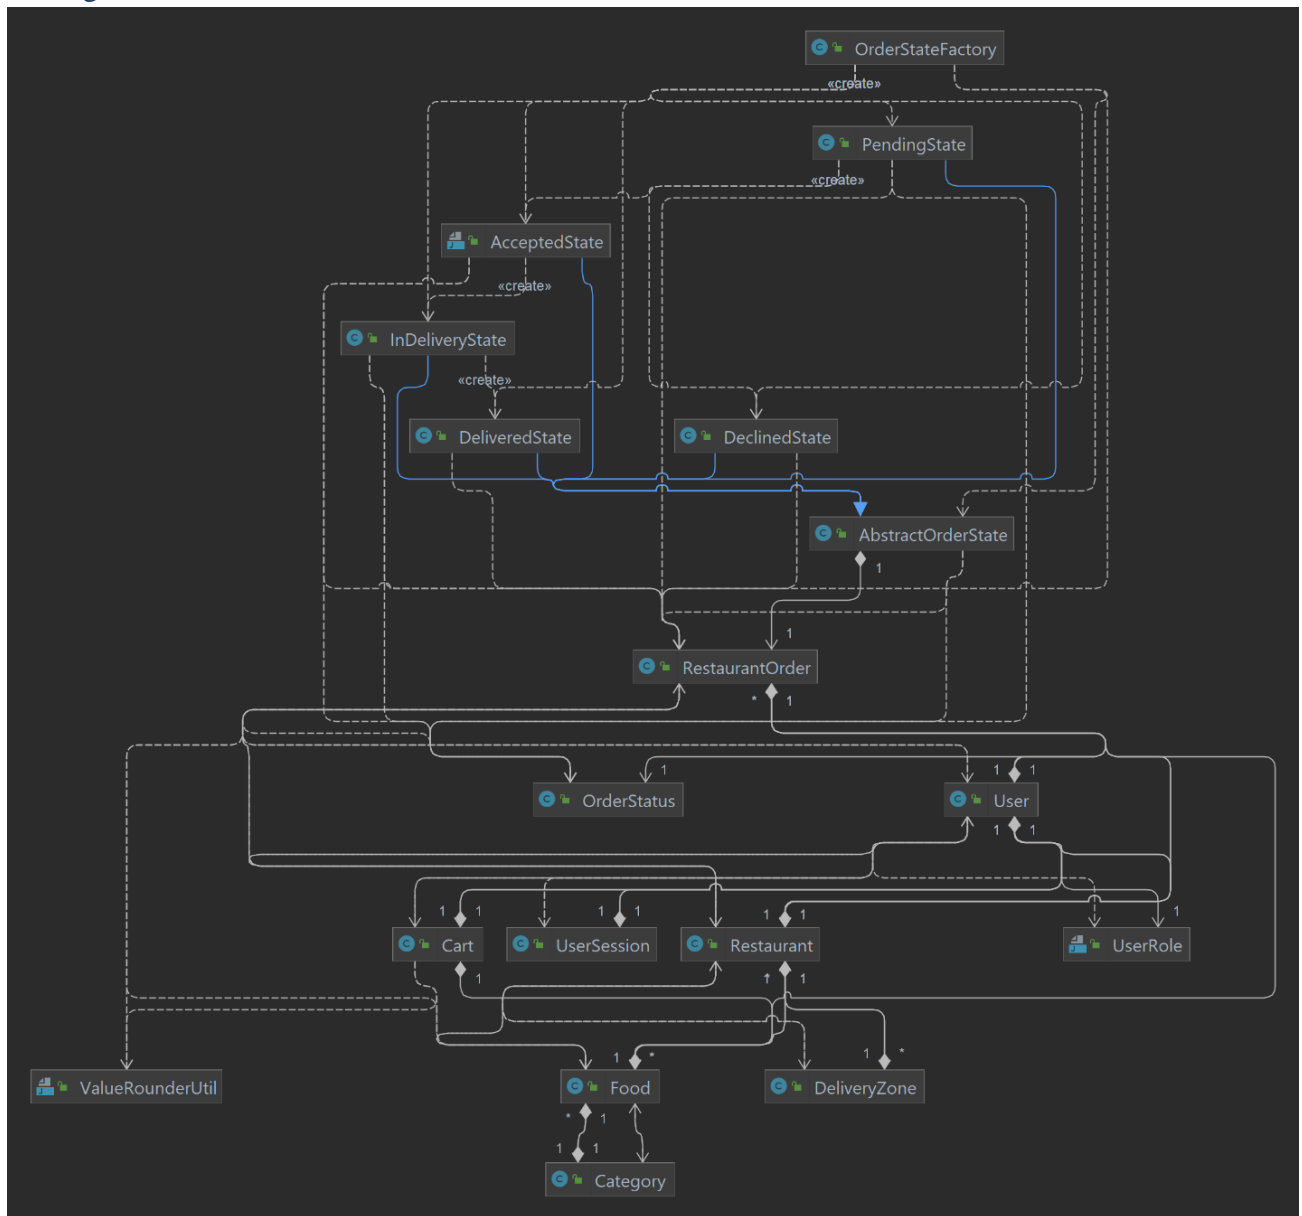 OrderStateFactory
«create»
PendingState
«create»
AcceptedState
«create»
InDeliveryState
«create»
DeliveredState
DeclinedState
AbstractOrderState
1
1
RestaurantOrder
* 1
1 1 1
OrderStatus
User
1 1
1 1 1 1 1 1
Cart
UserSession
Restaurant
UserRole
1 1 1
1 * 1 *
ValueRounderUtil
Food
DeliveryZone
* 1
1 1
Category